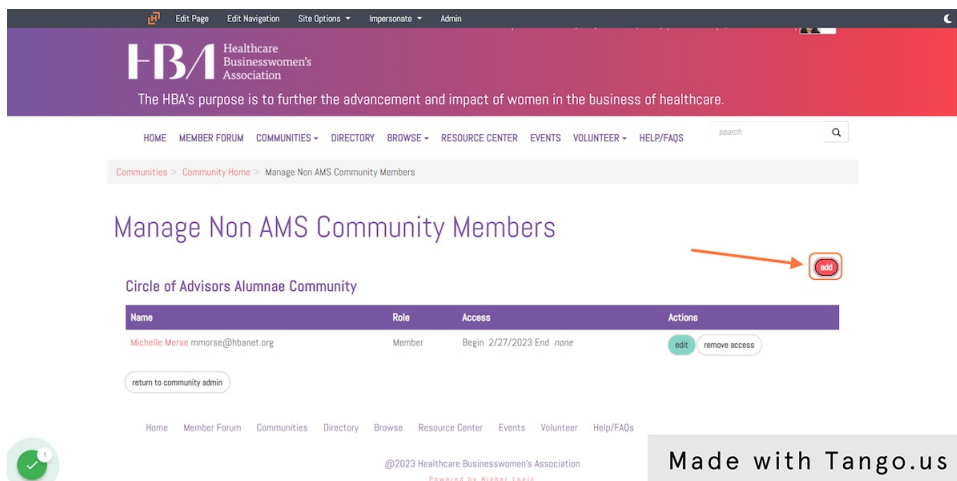 Edit Page Edit Navigation Site Options Impersonate Admin
HBA Healthcare
Businesswomen's
Association
The HBA's purpose is to further the advancement and impact of women in the business of healthcare.
HOME MEMBER FORUM COMMUNITIES DIRECTORY BROWSE RESOURCE CENTER EVENTS VOLUNTEER HELP/FAQS search
Communities > Community Home > Manage Non AMS Community Members
Manage Non AMS Community Members
add
Circle of Advisors Alumnae Community
Name Role Access Actions
Michelle Morse mmorse@hbanet.org Member Begin 2/27/2023 End none edit remove access
return to community admin
Home Member Forum Communities Directory Browse Resource Center Events Volunteer Help/FAQs
1
@2023 Healthcare Businesswomen's Association
Powered by Higher Logic
Made with Tango.us